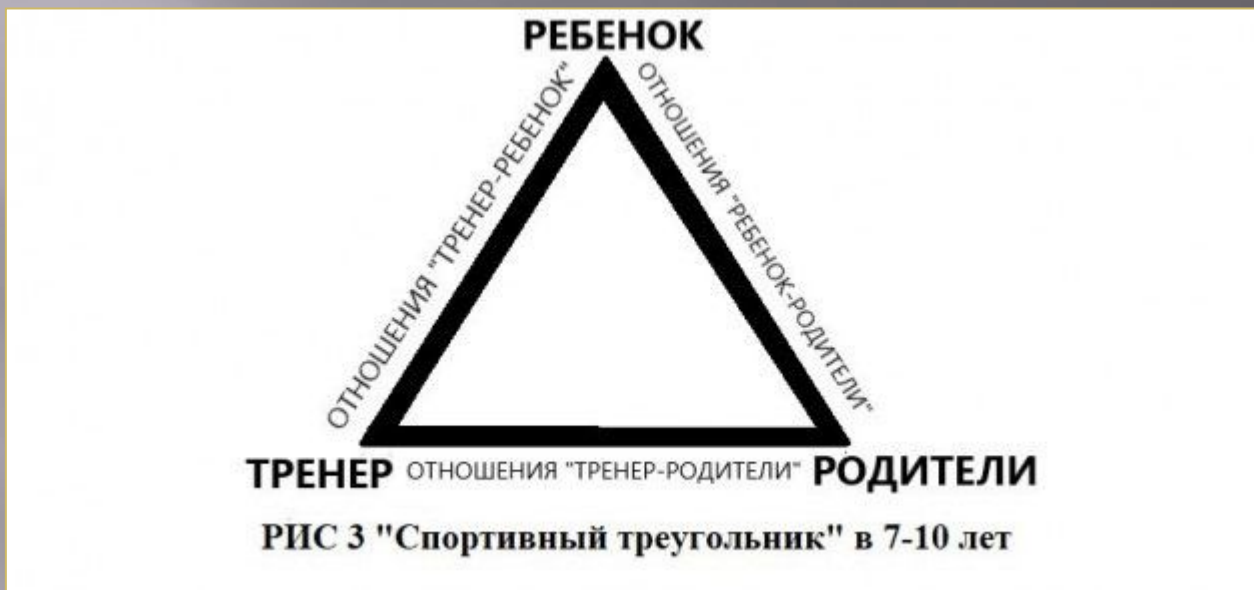 РЕБЕНОК
ОТНОШЕНИЯ "ТРЕНЕР-РЕБЕНОК"
ОТНОШЕНИЯ "РЕБЕНОК-РОДИТЕЛИ"
ТРЕНЕР ОТНОШЕНИЯ "ТРЕНЕР-РОДИТЕЛИ" РОДИТЕЛИ
РИС 3 "Спортивный треугольник" в 7-10 лет